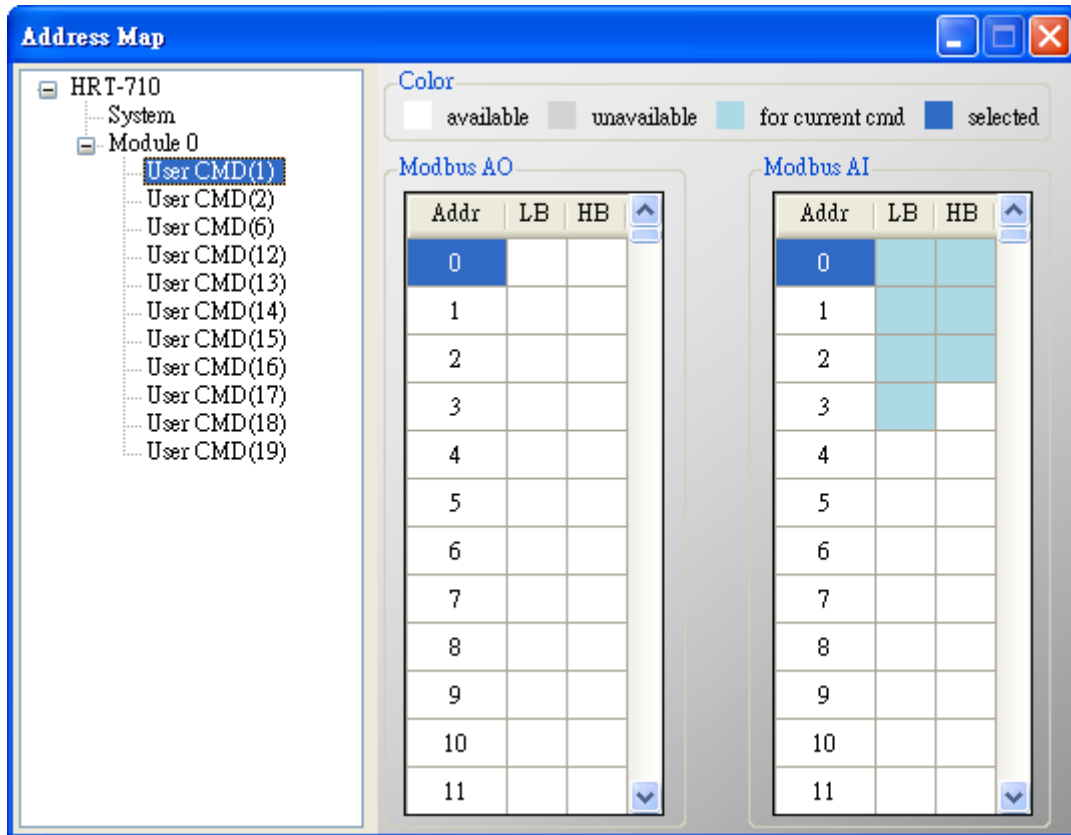 Address Map
HRT-710
System
Module 0
User CMD(1)
User CMD(2)
User CMD(6)
User CMD(12)
User CMD(13)
User CMD(14)
User CMD(15)
User CMD(16)
User CMD(17)
User CMD(18)
User CMD(19)
Color
available unavailable for current cmd selected
Modbus AO
Addr LB HB
0
1
2
3
4
5
6
7
8
9
10
11
Modbus AI
Addr LB HB
0
1
2
3
4
5
6
7
8
9
10
11